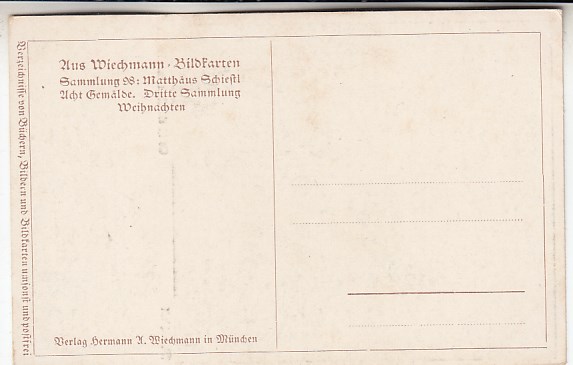 Aus Wiechmann-Bildkarten
Sammlung 98: Matthäus Schiestl
Acht Gemälde. Dritte Sammlung
Weihnachten
Verzeichnisse von Büchern, Bildern und Bildkarten umsonst und postfrei
Verlag Hermann A. Wiechmann in München